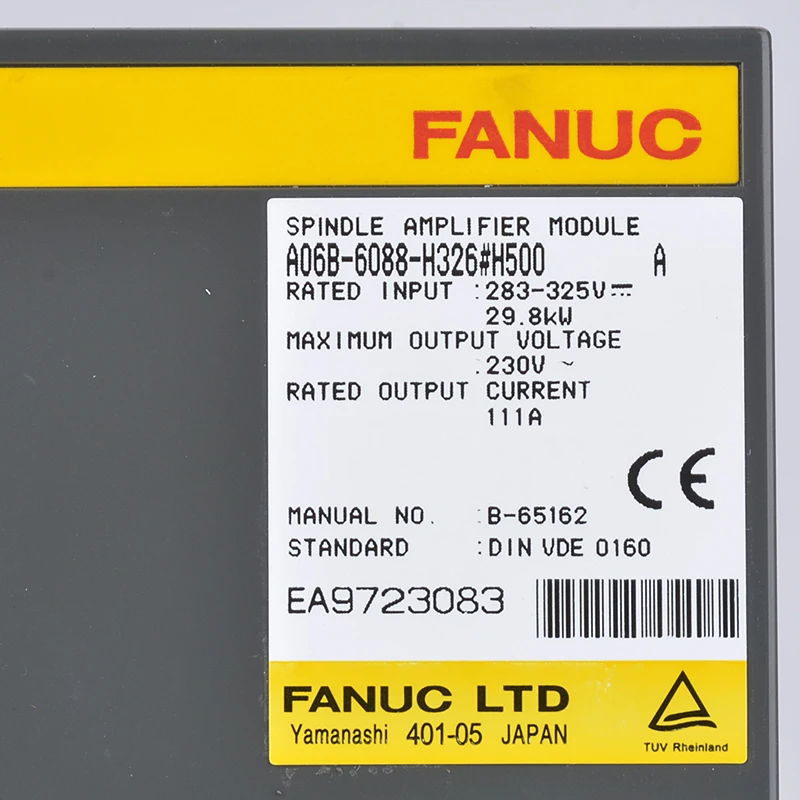 FANUC
SPINDLE AMPLIFIER MODULE
A06B-6088-H326#H500 A
RATED INPUT :283-325V⎓
29.8kW
MAXIMUM OUTPUT VOLTAGE
:230V ~
RATED OUTPUT CURRENT
111A
CE
MANUAL NO. :B-65162
STANDARD :DIN VDE 0160
EA9723083
FANUC LTD
Yamanashi 401-05 JAPAN
TUV Rheinland